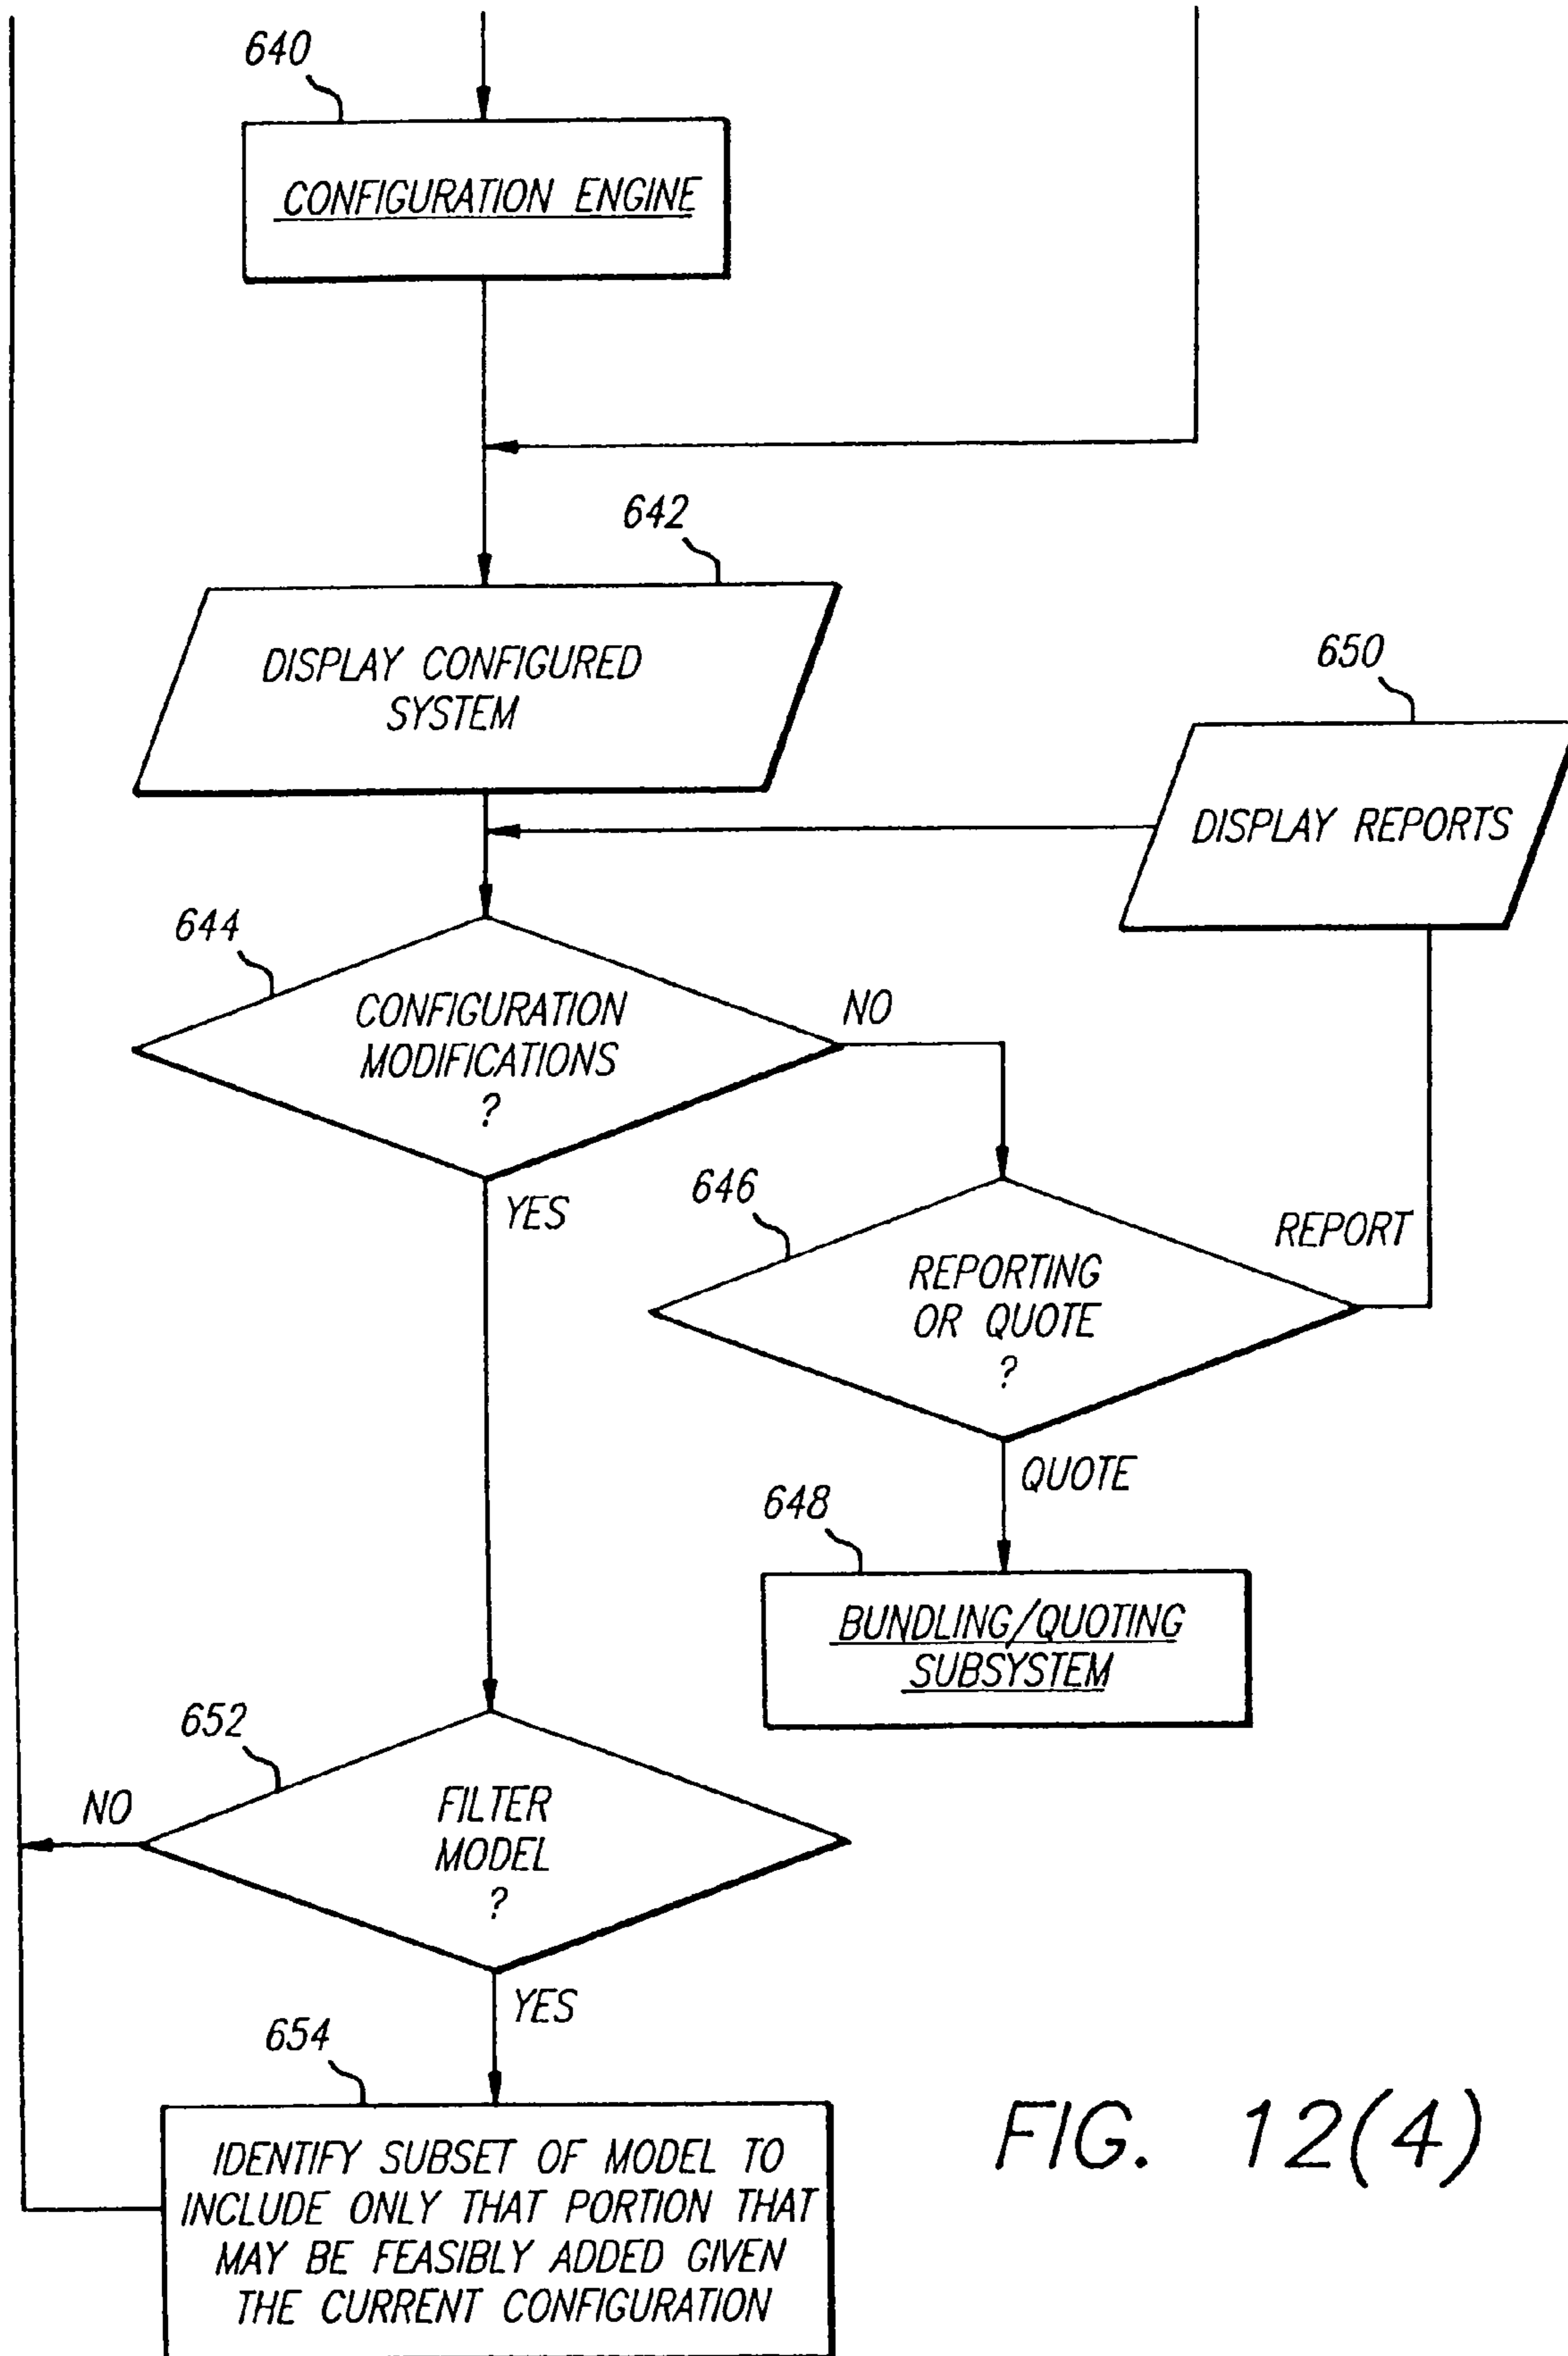 640
CONFIGURATION ENGINE
642
DISPLAY CONFIGURED
SYSTEM
650
DISPLAY REPORTS
644
CONFIGURATION
MODIFICATIONS
?
NO
YES
646
REPORTING
OR QUOTE
?
REPORT
QUOTE
648
BUNDLING/QUOTING
SUBSYSTEM
652
FILTER
MODEL
?
NO
YES
654
IDENTIFY SUBSET OF MODEL TO
INCLUDE ONLY THAT PORTION THAT
MAY BE FEASIBLY ADDED GIVEN
THE CURRENT CONFIGURATION
FIG. 12(4)